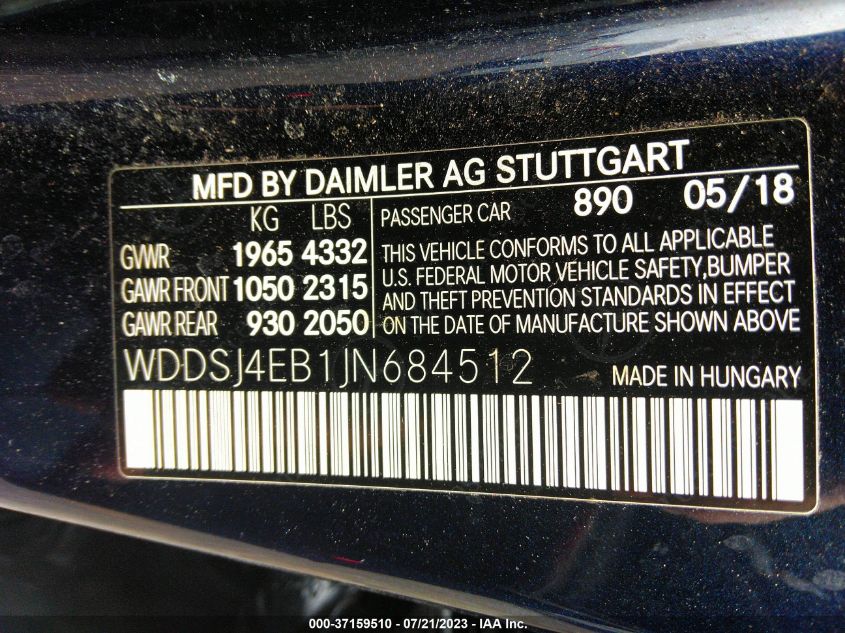 MFD BY DAIMLER AG STUTTGART
KG LBS
GVWR 1965 4332
GAWR FRONT 1050 2315
GAWR REAR 930 2050
PASSENGER CAR 890 05/18
THIS VEHICLE CONFORMS TO ALL APPLICABLE
U.S. FEDERAL MOTOR VEHICLE SAFETY,BUMPER
AND THEFT PREVENTION STANDARDS IN EFFECT
ON THE DATE OF MANUFACTURE SHOWN ABOVE
WDDSJ4EB1JN684512
MADE IN HUNGARY
000-37159510 - 07/21/2023 - IAA Inc.